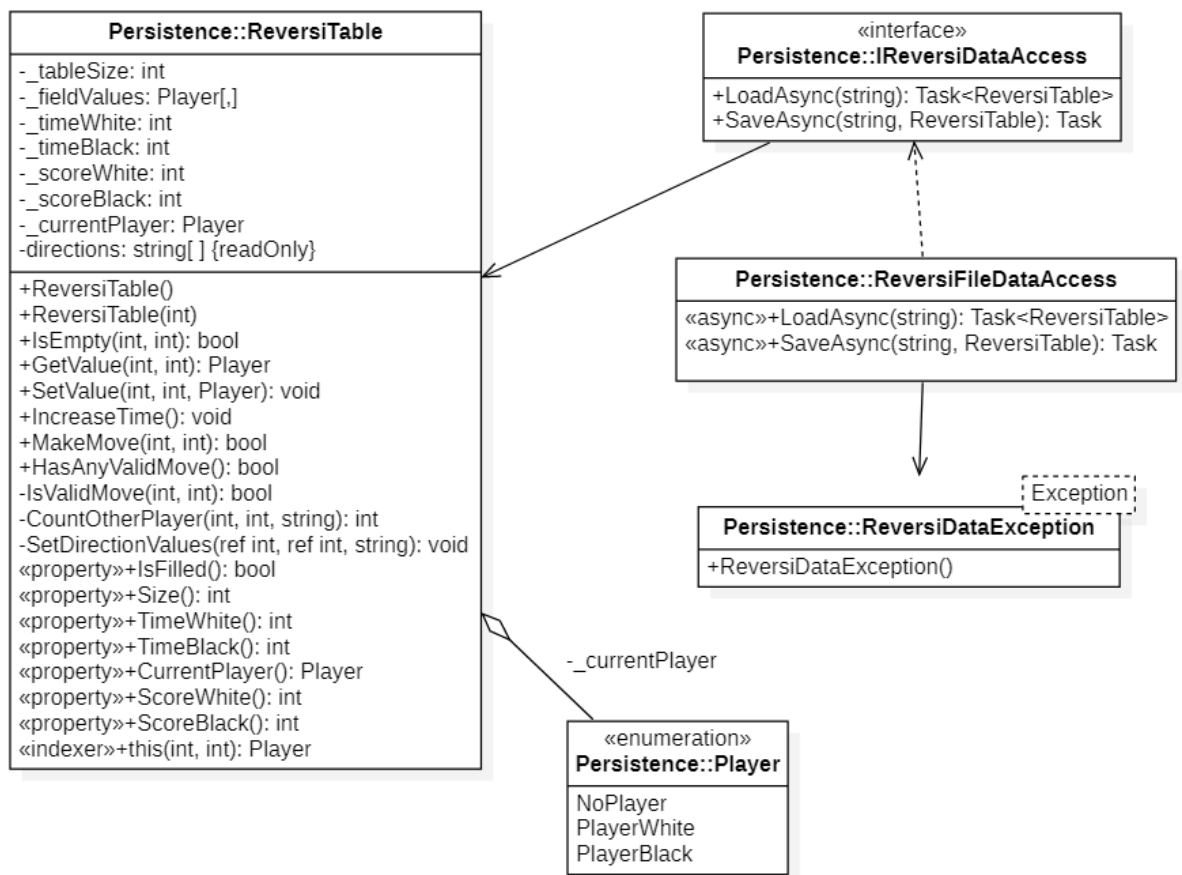 Persistence::ReversiTable
-_tableSize: int
-_fieldValues: Player[,]
-_timeWhite: int
-_timeBlack: int
-_scoreWhite: int
-_scoreBlack: int
-_currentPlayer: Player
-directions: string[ ] {readOnly}
+ReversiTable()
+ReversiTable(int)
+IsEmpty(int, int): bool
+GetValue(int, int): Player
+SetValue(int, int, Player): void
+IncreaseTime(): void
+MakeMove(int, int): bool
+HasAnyValidMove(): bool
-IsValidMove(int, int): bool
-CountOtherPlayer(int, int, string): int
-SetDirectionValues(ref int, ref int, string): void
«property»+IsFilled(): bool
«property»+Size(): int
«property»+TimeWhite(): int
«property»+TimeBlack(): int
«property»+CurrentPlayer(): Player
«property»+ScoreWhite(): int
«property»+ScoreBlack(): int
«indexer»+this(int, int): Player
«interface»
Persistence::IReversiDataAccess
+LoadAsync(string): Task<ReversiTable>
+SaveAsync(string, ReversiTable): Task
Persistence::ReversiFileDataAccess
«async»+LoadAsync(string): Task<ReversiTable>
«async»+SaveAsync(string, ReversiTable): Task
Exception
Persistence::ReversiDataException
+ReversiDataException()
-_currentPlayer
«enumeration»
Persistence::Player
NoPlayer
PlayerWhite
PlayerBlack